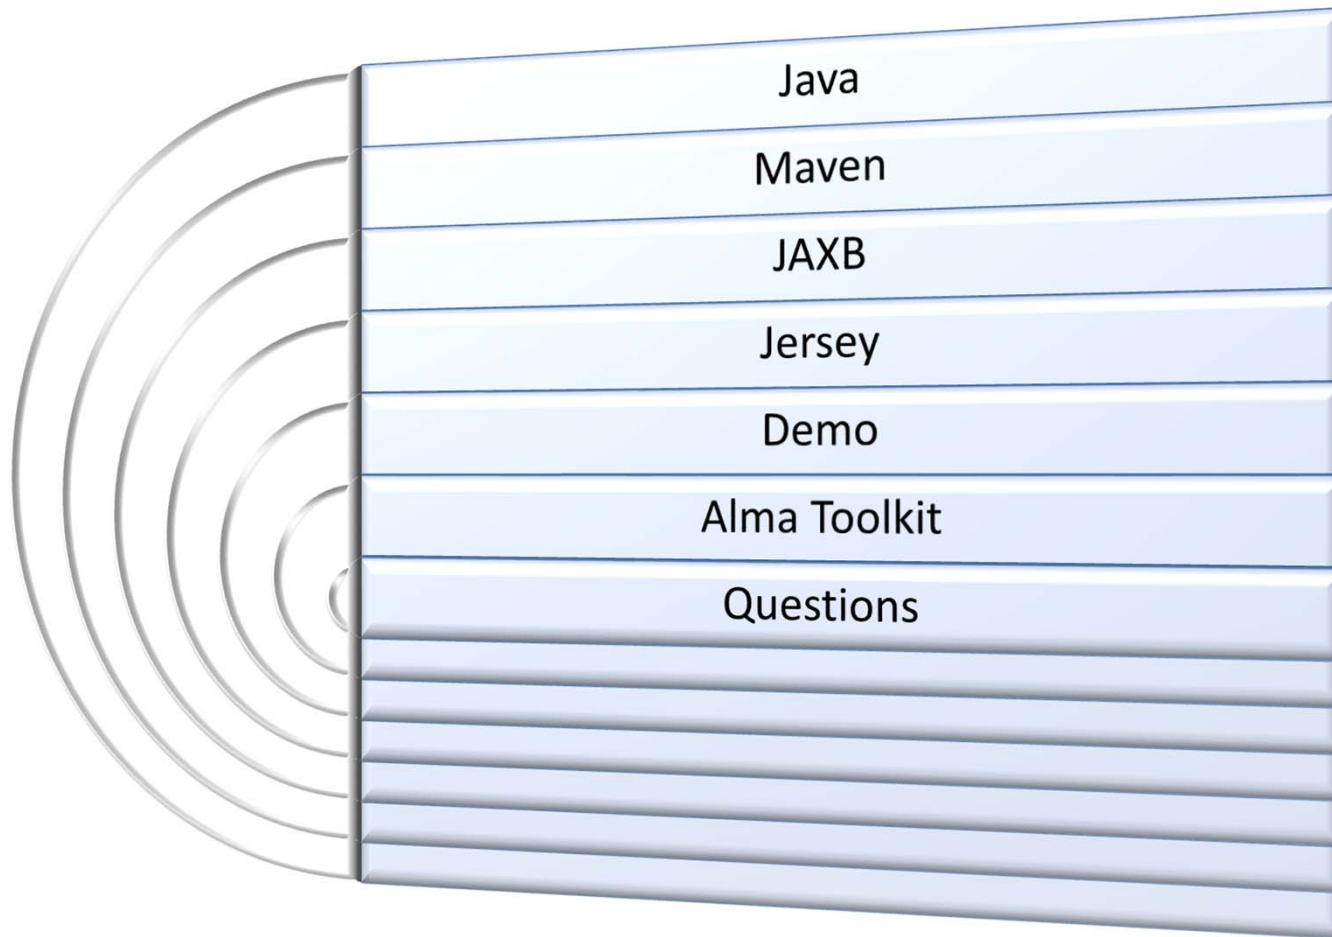 Java
Maven
JAXB
Jersey
Demo
Alma Toolkit
Questions